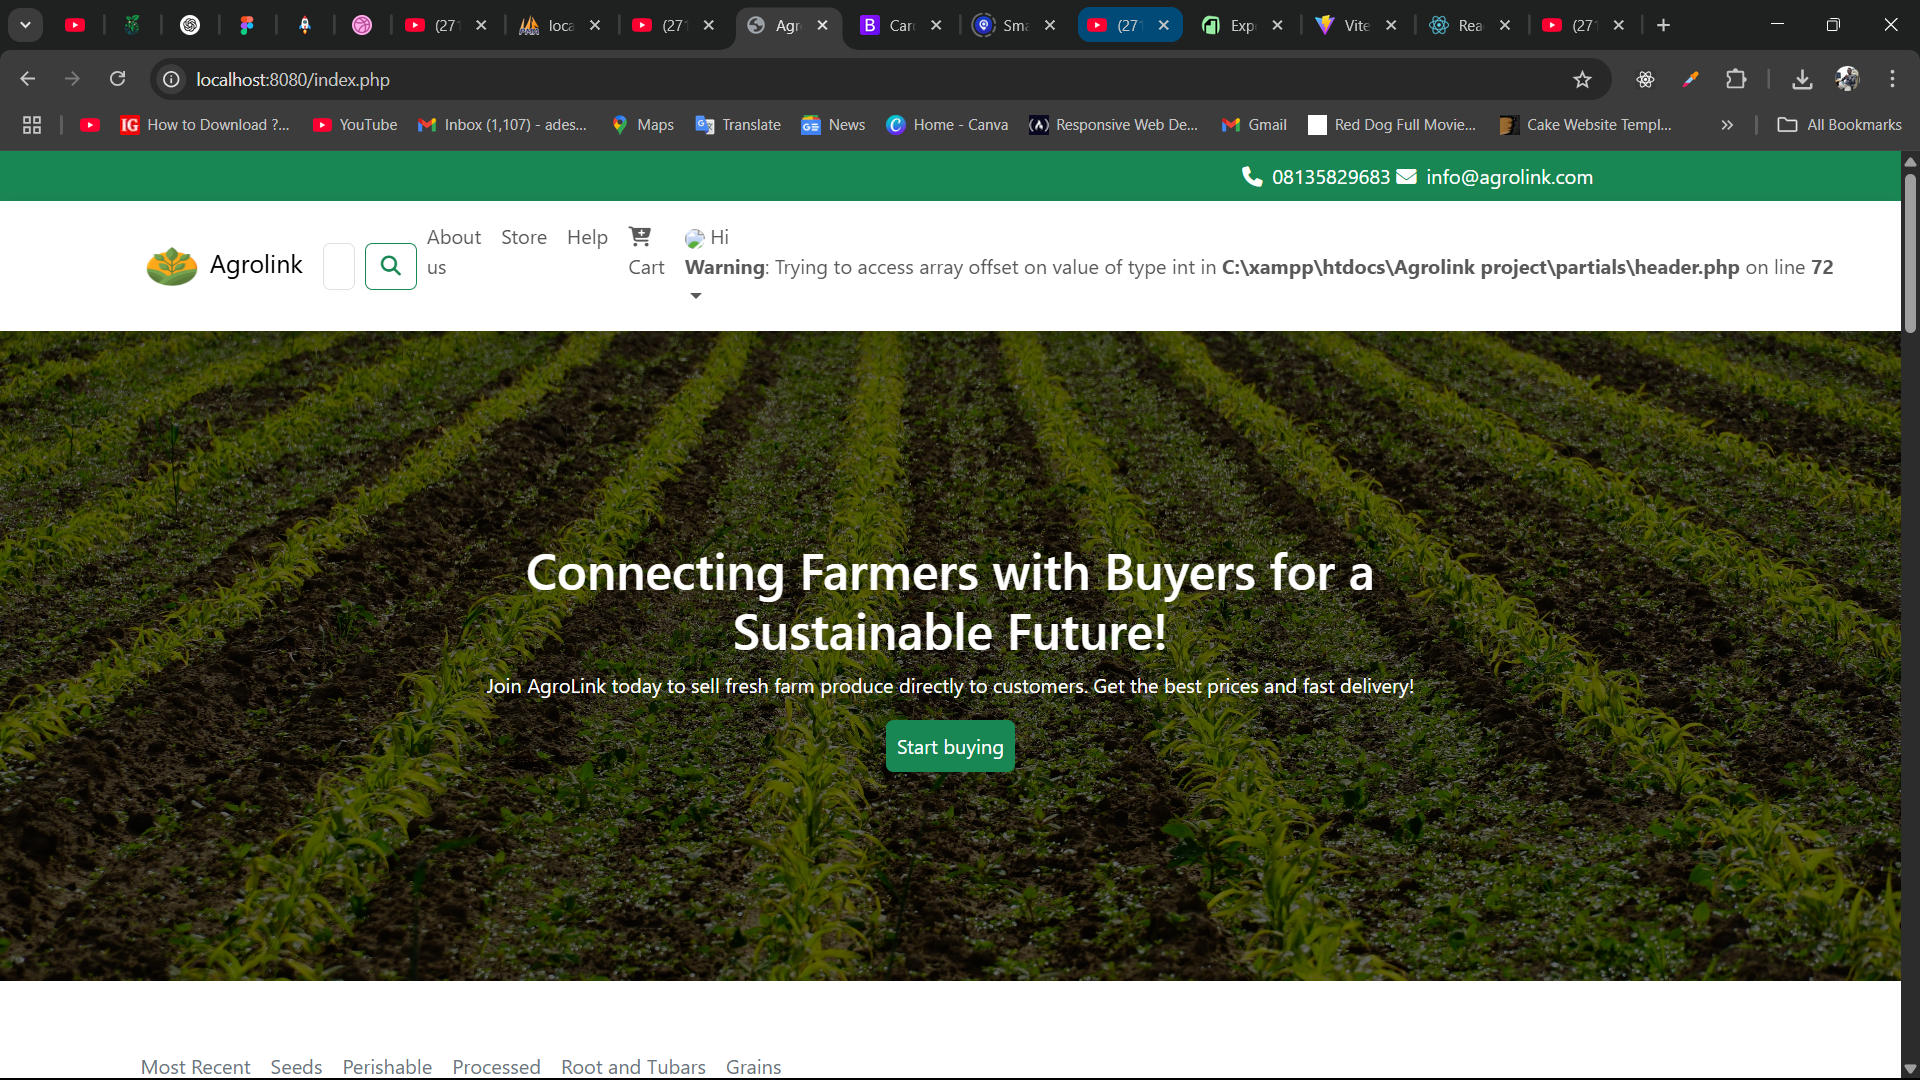 (27
loca
(27
Agr
Car
Sma
(27
Exp
Vite
Rea
(27
localhost:8080/index.php
How to Download ?...
YouTube
Inbox (1,107) - ades...
Maps
Translate
News
Home - Canva
Responsive Web De...
Gmail
Red Dog Full Movie...
Cake Website Templ...
All Bookmarks
08135829683 info@agrolink.com
Agrolink
About us
Store
Help
Cart
Hi
Warning: Trying to access array offset on value of type int in C:\xampp\htdocs\Agrolink project\partials\header.php on line 72
Connecting Farmers with Buyers for a
Sustainable Future!
Join AgroLink today to sell fresh farm produce directly to customers. Get the best prices and fast delivery!
Start buying
Most Recent Seeds Perishable Processed Root and Tubars Grains